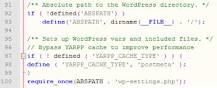 91 /** Absolute path to the WordPress directory. */
92 if ( !defined('ABSPATH') )
93 define('ABSPATH', dirname(__FILE__) . '/');
94
95 /** Sets up WordPress vars and included files. */
96 // Bypass YARPP cache to improve performance
97 if ( ! defined ( 'YARPP_CACHE_TYPE' ) ) {
98 define ( 'YARPP_CACHE_TYPE', 'postmeta' );
99 }
100 require_once(ABSPATH . 'wp-settings.php');